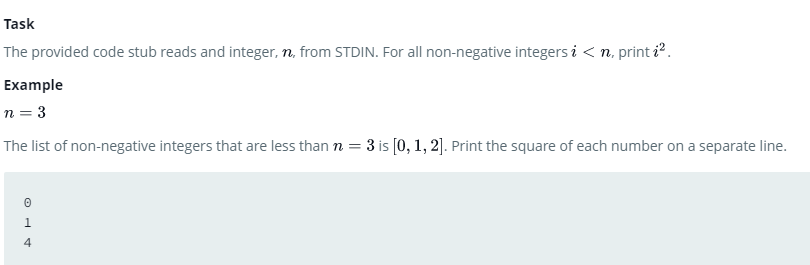 Task
The provided code stub reads and integer, n, from STDIN. For all non-negative integers i < n, print i².
Example
n = 3
The list of non-negative integers that are less than n = 3 is [0, 1, 2]. Print the square of each number on a separate line.
0
1
4